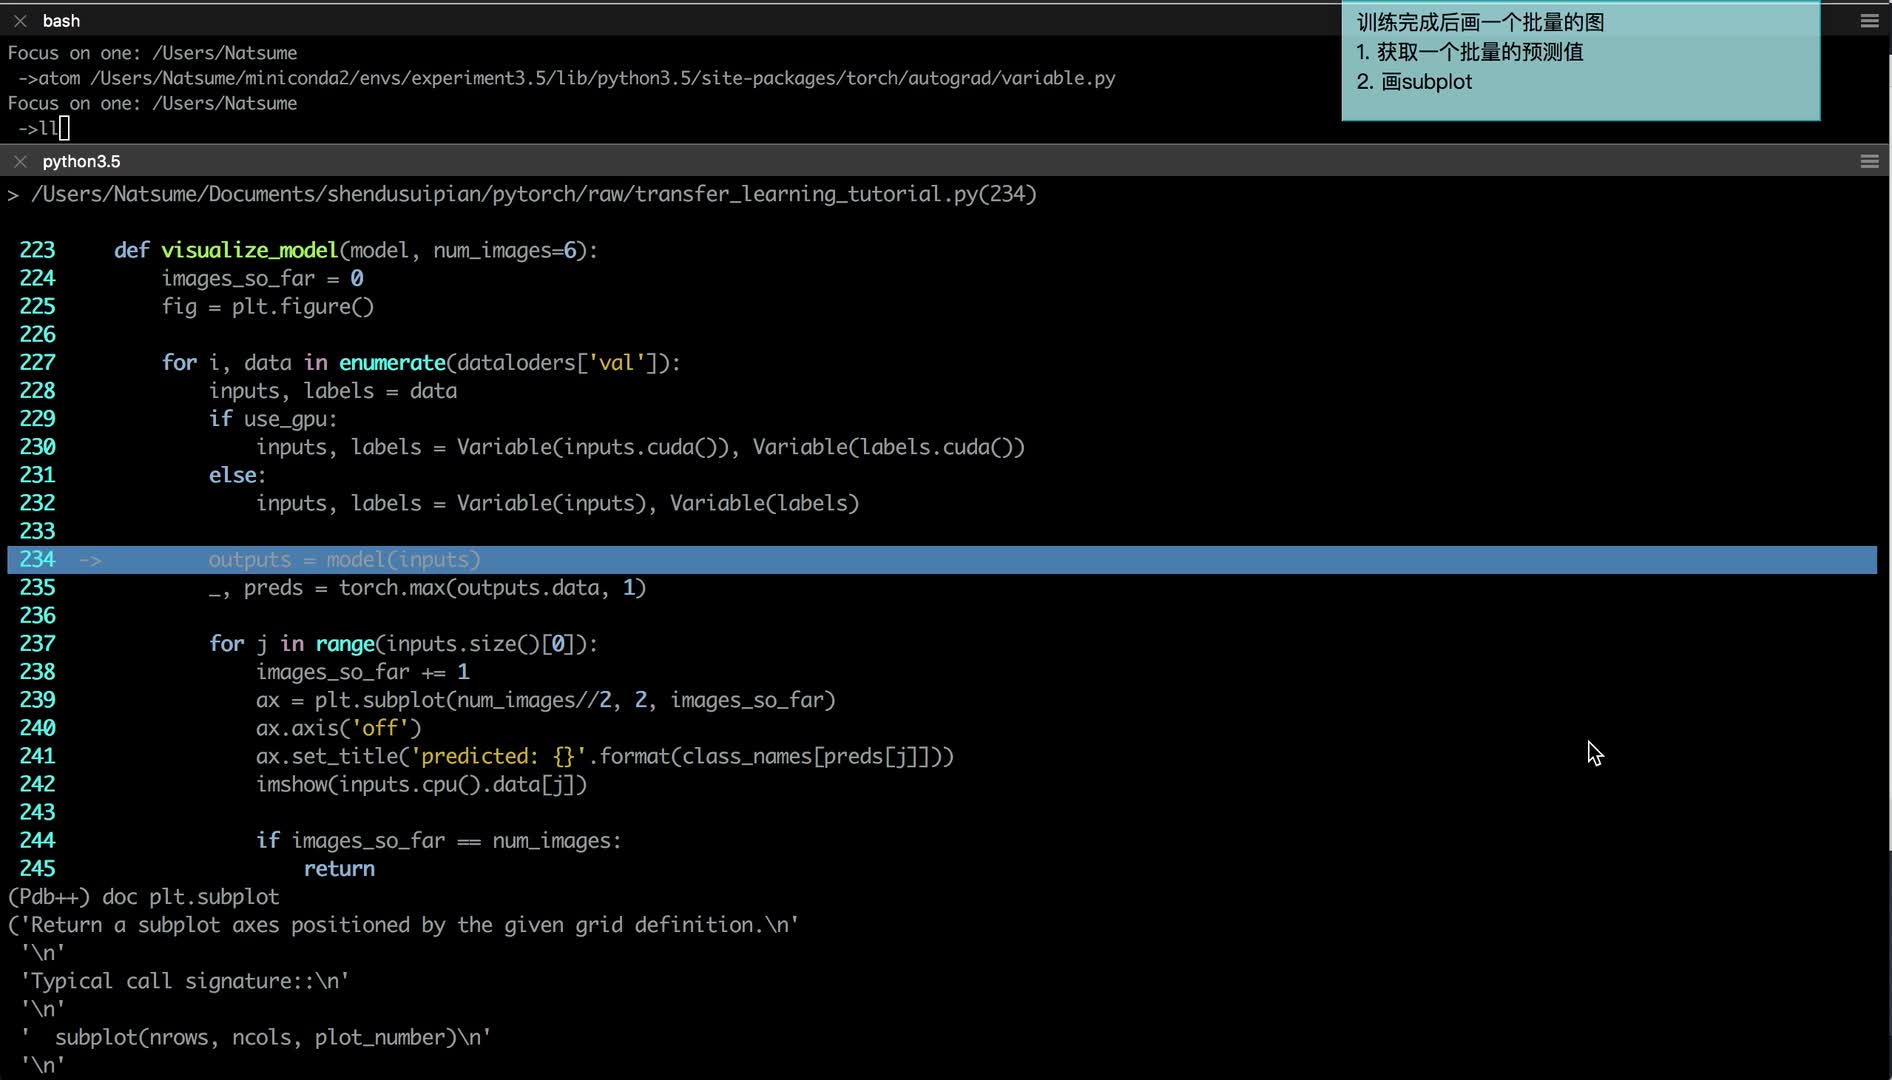 bash
训练完成后画一个批量的图
1. 获取一个批量的预测值
2. 画subplot
Focus on one: /Users/Natsume
->atom /Users/Natsume/miniconda2/envs/experiment3.5/lib/python3.5/site-packages/torch/autograd/variable.py
Focus on one: /Users/Natsume
->ll
python3.5
> /Users/Natsume/Documents/shendusuipian/pytorch/raw/transfer_learning_tutorial.py(234)
223 def visualize_model(model, num_images=6):
224 images_so_far = 0
225 fig = plt.figure()
226
227 for i, data in enumerate(dataloders['val']):
228 inputs, labels = data
229 if use_gpu:
230 inputs, labels = Variable(inputs.cuda()), Variable(labels.cuda())
231 else:
232 inputs, labels = Variable(inputs), Variable(labels)
233
234 -> outputs = model(inputs)
235 _, preds = torch.max(outputs.data, 1)
236
237 for j in range(inputs.size()[0]):
238 images_so_far += 1
239 ax = plt.subplot(num_images//2, 2, images_so_far)
240 ax.axis('off')
241 ax.set_title('predicted: {}'.format(class_names[preds[j]]))
242 imshow(inputs.cpu().data[j])
243
244 if images_so_far == num_images:
245 return
(Pdb++) doc plt.subplot
('Return a subplot axes positioned by the given grid definition.\n'
'\n'
'Typical call signature::\n'
'\n'
'  subplot(nrows, ncols, plot_number)\n'
'\n'